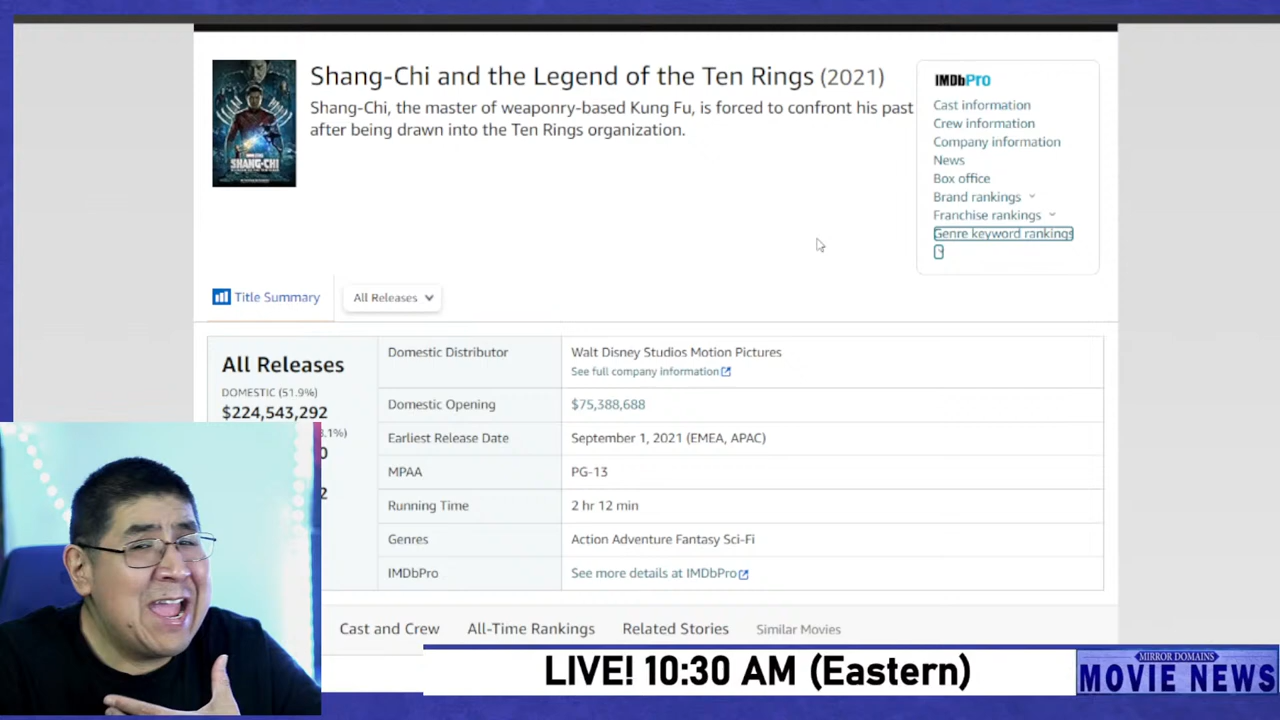 Shang-Chi and the Legend of the Ten Rings (2021)
Shang-Chi, the master of weaponry-based Kung Fu, is forced to confront his past
after being drawn into the Ten Rings organization.
SHANG-CHI
IMDbPro
Cast information
Crew information
Company information
News
Box office
Brand rankings
Franchise rankings
Genre keyword rankings
Title Summary
All Releases
All Releases
DOMESTIC (51.9%)
$224,543,292
.1%)
0
2
Domestic Distributor
Walt Disney Studios Motion Pictures
See full company information
Domestic Opening
$75,388,688
Earliest Release Date
September 1, 2021 (EMEA, APAC)
MPAA
PG-13
Running Time
2 hr 12 min
Genres
Action Adventure Fantasy Sci-Fi
IMDbPro
See more details at IMDbPro
Cast and Crew
All-Time Rankings
Related Stories
Similar Movies
LIVE! 10:30 AM (Eastern)
MIRROR DOMAINS
MOVIE NEWS